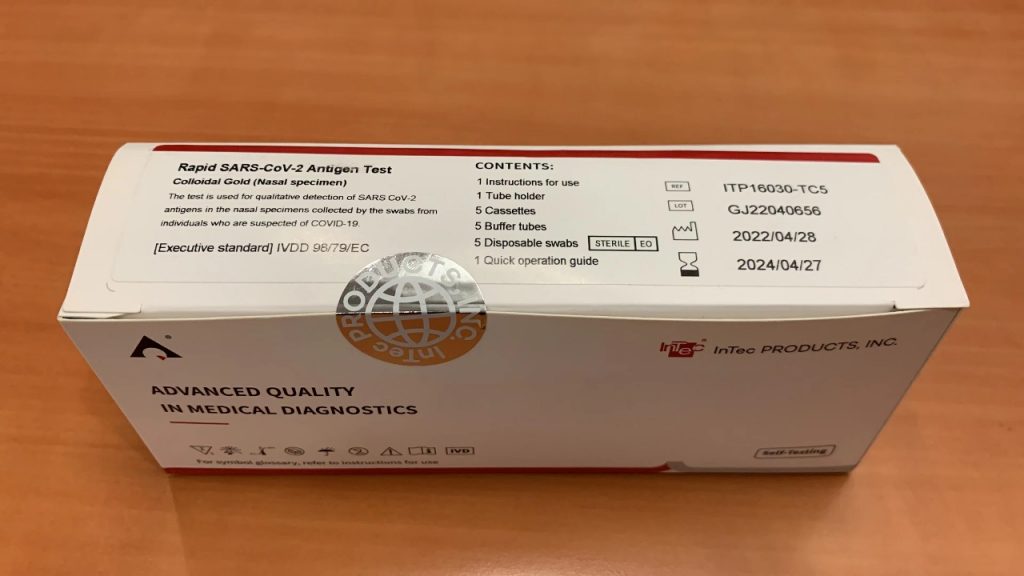 Rapid SARS-CoV-2 Antigen Test
Colloidal Gold (Nasal specimen)
The test is used for qualitative detection of SARS CoV-2
antigens in the nasal specimens collected by the swabs from
individuals who are suspected of COVID-19.
[Executive standard] IVDD 98/79/EC
CONTENTS:
1 Instructions for use
1 Tube holder
5 Cassettes
5 Buffer tubes
5 Disposable swabs STERILE EO
1 Quick operation guide
REF ITP16030-TC5
LOT GJ22040656
2022/04/28
2024/04/27
InTec PRODUCTS, INC.
®
InTec® InTec PRODUCTS, INC.
ADVANCED QUALITY
IN MEDICAL DIAGNOSTICS
2 IVD
For symbol glossary, refer to instructions for use
Self-Testing